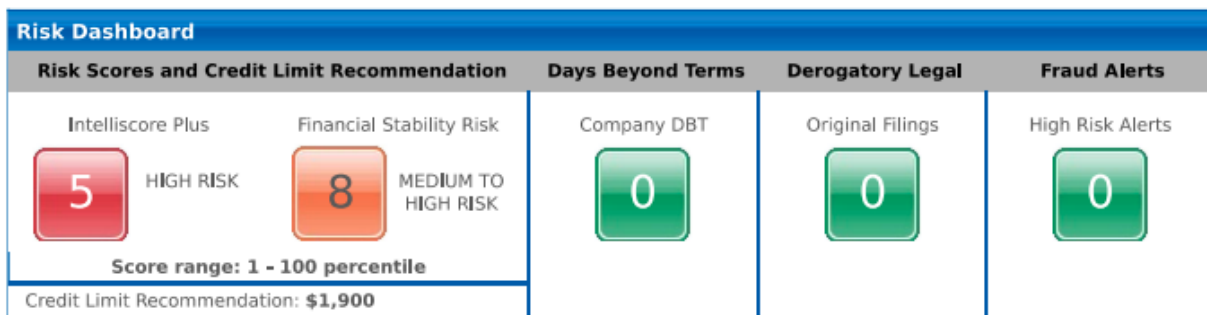 Risk Dashboard
Risk Scores and Credit Limit Recommendation
Days Beyond Terms
Derogatory Legal
Fraud Alerts
Intelliscore Plus
Financial Stability Risk
Company DBT
Original Filings
High Risk Alerts
5
HIGH RISK
8
MEDIUM TO
HIGH RISK
0
0
0
Score range: 1 - 100 percentile
Credit Limit Recommendation: $1,900